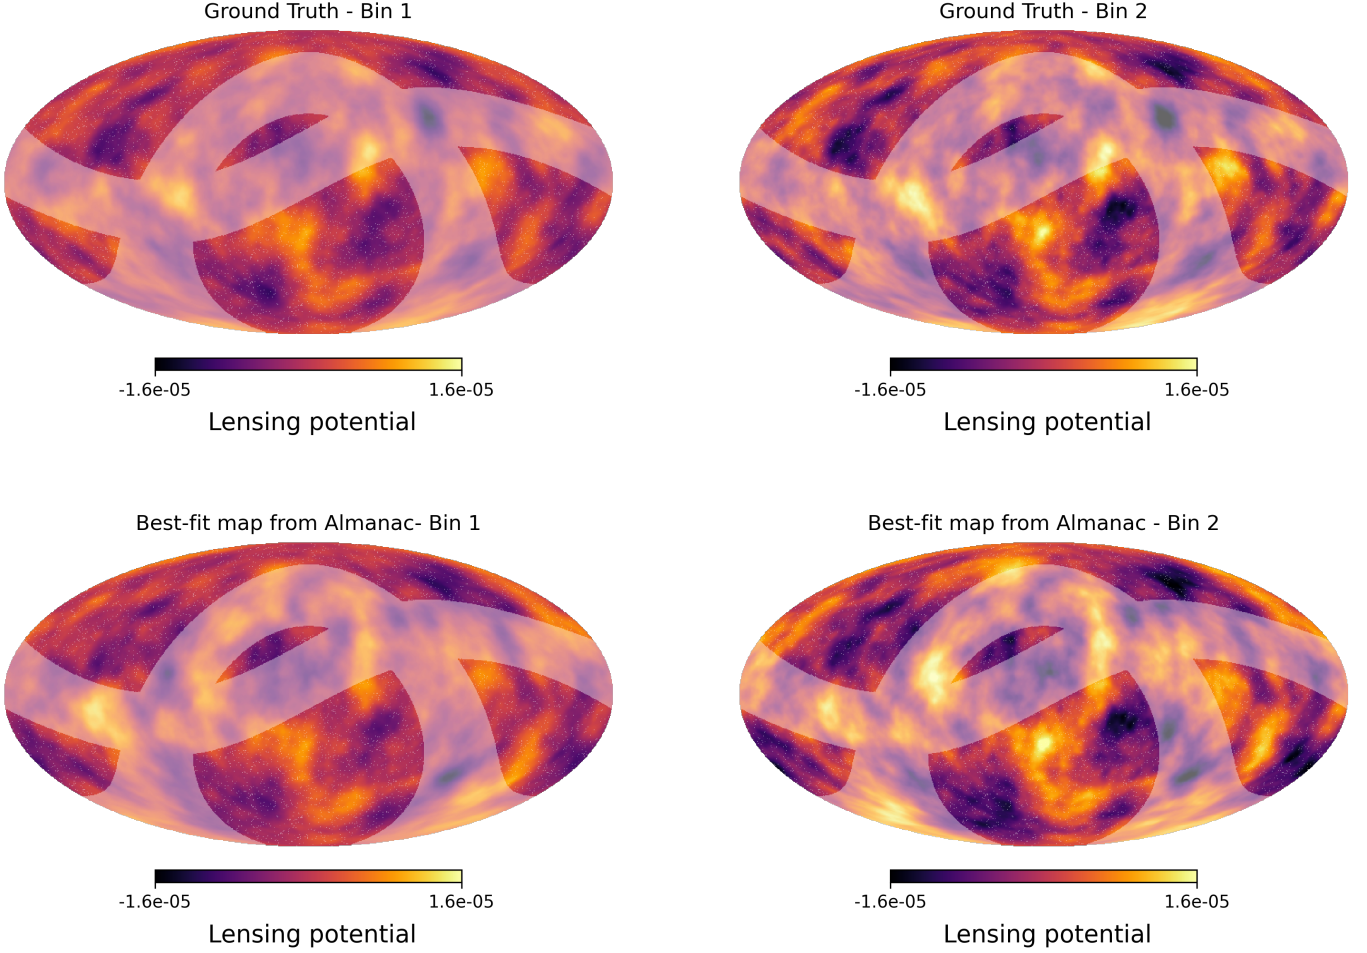 Ground Truth - Bin 1
Ground Truth - Bin 2
-1.6e-05 1.6e-05
Lensing potential
-1.6e-05 1.6e-05
Lensing potential
Best-fit map from Almanac- Bin 1
Best-fit map from Almanac - Bin 2
-1.6e-05 1.6e-05
Lensing potential
-1.6e-05 1.6e-05
Lensing potential